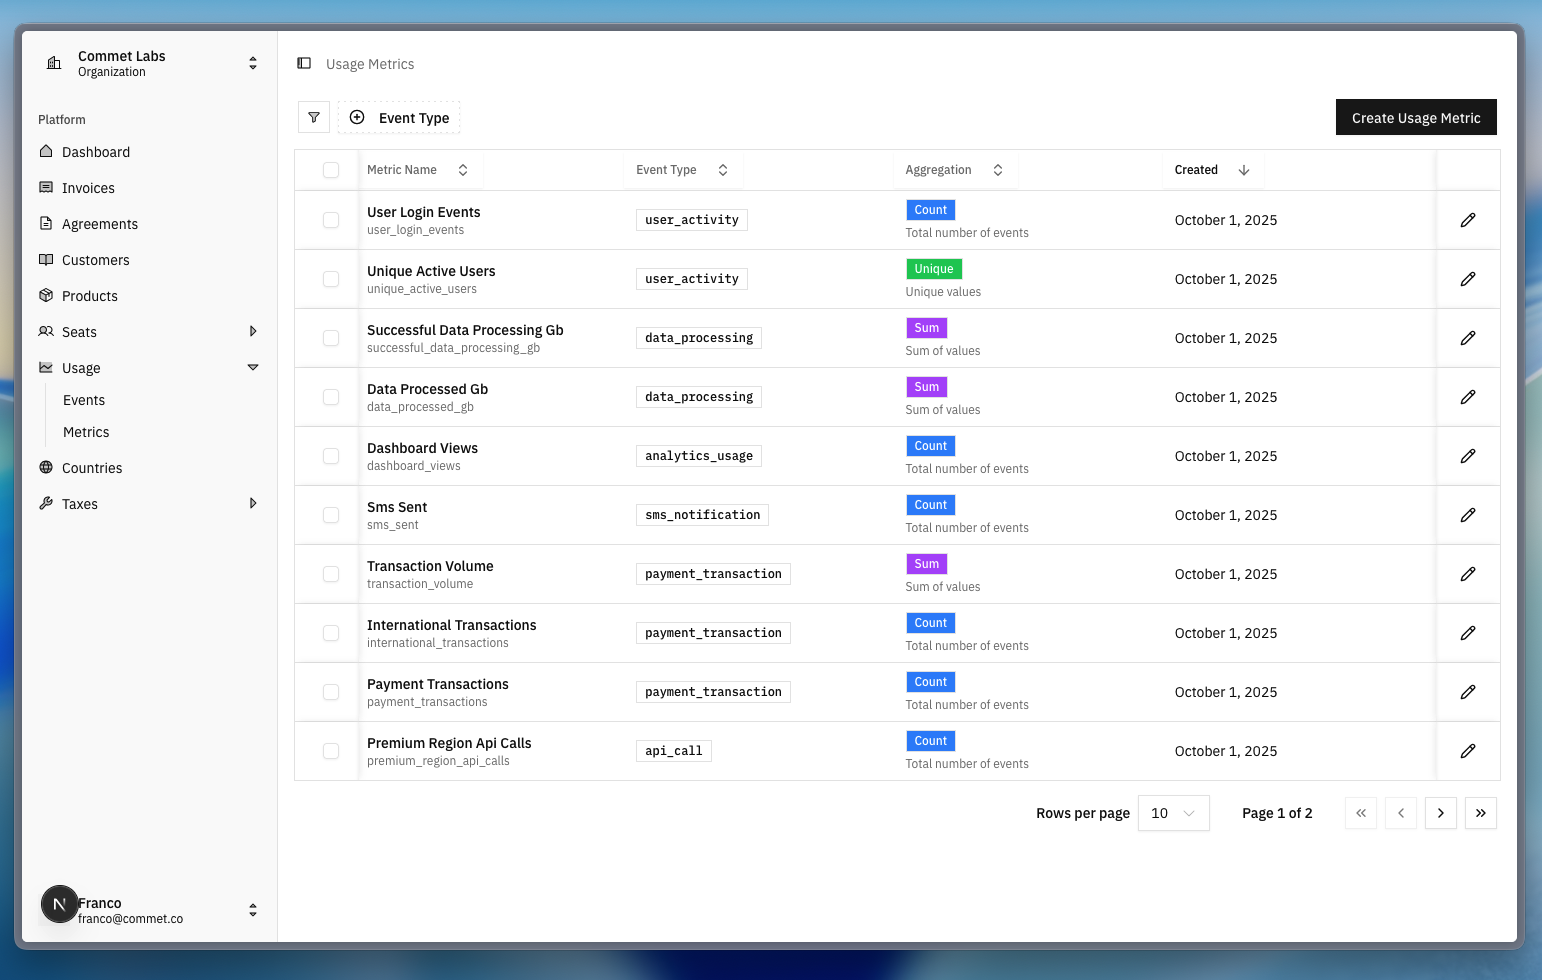 Commet Labs
Organization
Platform
Dashboard
Invoices
Agreements
Customers
Products
Seats
Usage
Events
Metrics
Countries
Taxes
N
Franco
franco@commet.co
Usage Metrics
Event Type
Create Usage Metric
Metric Name Event Type Aggregation Created
User Login Events
user_login_events
user_activity
Count
Total number of events
October 1, 2025
Unique Active Users
unique_active_users
user_activity
Unique
Unique values
October 1, 2025
Successful Data Processing Gb
successful_data_processing_gb
data_processing
Sum
Sum of values
October 1, 2025
Data Processed Gb
data_processed_gb
data_processing
Sum
Sum of values
October 1, 2025
Dashboard Views
dashboard_views
analytics_usage
Count
Total number of events
October 1, 2025
Sms Sent
sms_sent
sms_notification
Count
Total number of events
October 1, 2025
Transaction Volume
transaction_volume
payment_transaction
Sum
Sum of values
October 1, 2025
International Transactions
international_transactions
payment_transaction
Count
Total number of events
October 1, 2025
Payment Transactions
payment_transactions
payment_transaction
Count
Total number of events
October 1, 2025
Premium Region Api Calls
premium_region_api_calls
api_call
Count
Total number of events
October 1, 2025
Rows per page 10 Page 1 of 2